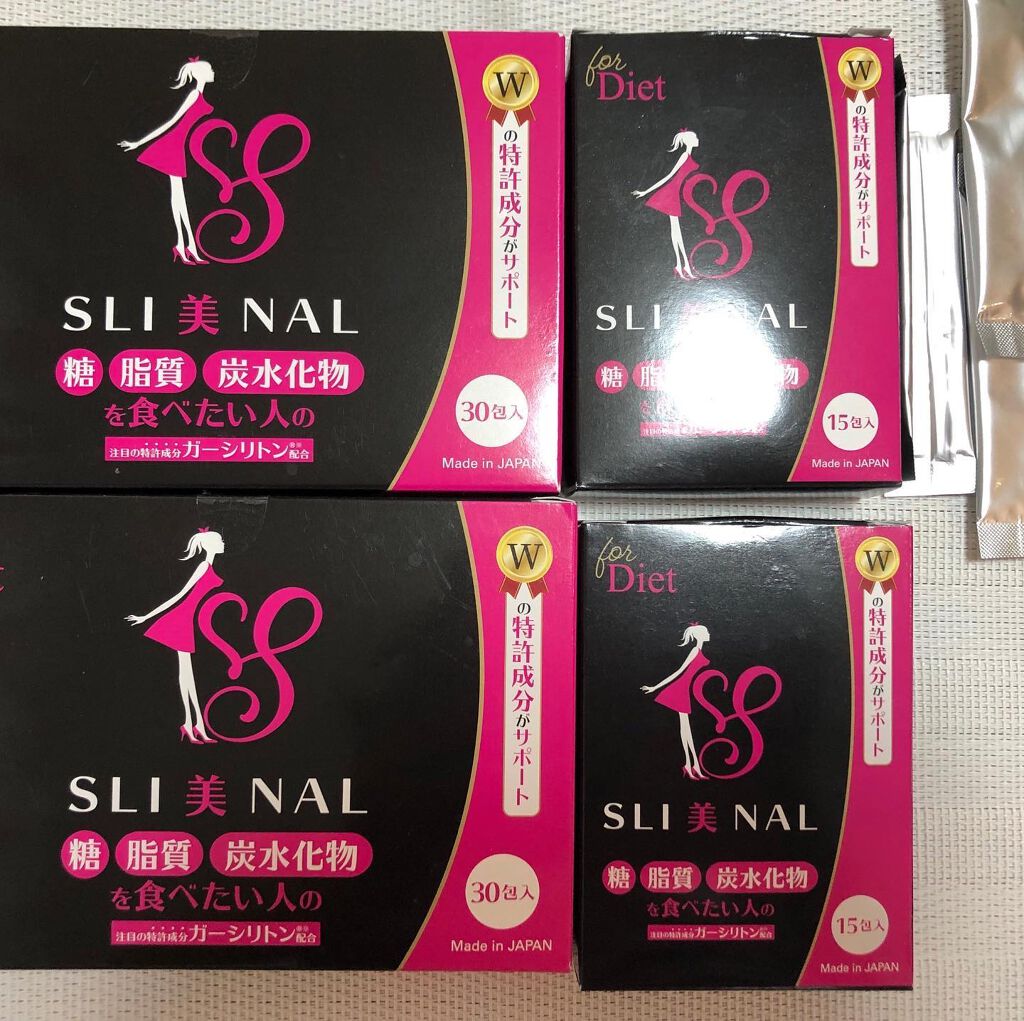 W
の特許成分がサポート
SLI 美 NAL
糖 脂質 炭水化物
を食べたい人の
注目の特許成分 ガーシリトン®※配合
30包入
Made in JAPAN
for
Diet
W
の特許成分がサポート
SLI 美 NAL
糖 脂 物
15包入
Made in JAPAN
W
の特許成分がサポート
SLI 美 NAL
糖 脂質 炭水化物
を食べたい人の
注目の特許成分 ガーシリトン®※配合
30包入
Made in JAPAN
for
Diet
W
の特許成分がサポート
SLI 美 NAL
糖 脂質 炭水化物
を食べたい人の
注目の特許成分 ガーシリトン®※配合
15包入
Made in JAPAN